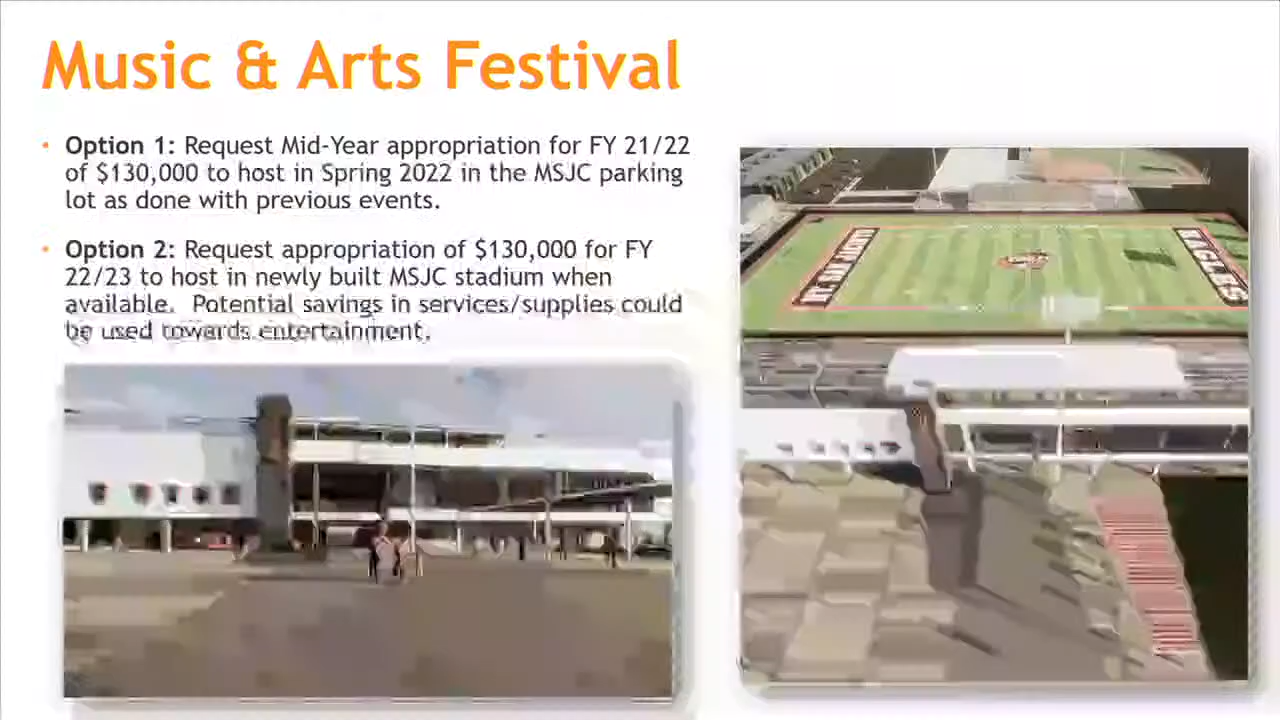 Music & Arts Festival
• Option 1: Request Mid-Year appropriation for FY 21/22
of $130,000 to host in Spring 2022 in the MSJC parking
lot as done with previous events.
• Option 2: Request appropriation of $130,000 for FY
22/23 to host in newly built MSJC stadium when
available. Potential savings in services/supplies could
be used towards entertainment.